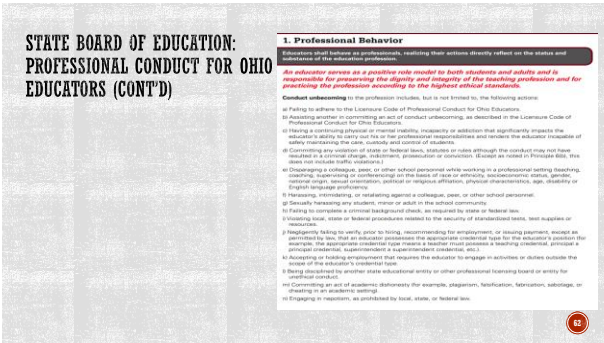 STATE BOARD OF EDUCATION:
PROFESSIONAL CONDUCT FOR OHIO
EDUCATORS (CONT'D)
1. Professional Behavior
Educators shall behave as professionals, realizing their actions directly reflect on the status and
substance of the education profession.
An educator serves as a positive role model to both students and adults and is
responsible for preserving the dignity and integrity of the teaching profession and for
practicing the profession according to the highest ethical standards.
Conduct unbecoming to the profession includes, but is not limited to, the following actions:
a) Failing to adhere to the Licensure Code of Professional Conduct for Ohio Educators.
b) Assisting another in committing an act of conduct unbecoming, as described in the Licensure Code of
Professional Conduct for Ohio Educators.
c) Having a continuing physical or mental inability, incapacity or addiction that significantly impacts the
educator's ability to carry out his or her professional responsibilities and renders the educator incapable of
safely maintaining the care, custody and control of students.
d) Committing any violation of state or federal laws, statutes or rules although the conduct may not have
resulted in a criminal charge, indictment, prosecution or conviction. (Except as noted in Principle 6(b), this
does not include traffic violations.)
e) Disparaging a colleague, peer, or other school personnel while working in a professional setting (teaching,
coaching, supervising or conferencing) on the basis of race or ethnicity, socioeconomic status, gender,
national origin, sexual orientation, political or religious affiliation, physical characteristics, age, disability or
English language proficiency.
f) Harassing, intimidating, or retaliating against a colleague, peer, or other school personnel.
g) Sexually harassing any student, minor or adult in the school community.
h) Failing to complete a criminal background check, as required by state or federal law.
i) Violating local, state or federal procedures related to the security of standardized tests, test supplies or
resources.
j) Negligently failing to verify, prior to hiring, recommending for employment, or issuing payment, except as
permitted by law, that an educator possesses the appropriate credential type for the educator's position (for
example, the appropriate credential type means a teacher must possess a teaching credential, principal a
principal credential, superintendent a superintendent credential, etc.).
k) Accepting or holding employment that requires the educator to engage in activities or duties outside the
scope of the educator's credential type.
l) Being disciplined by another state educational entity or other professional licensing board or entity for
unethical conduct.
m) Committing an act of academic dishonesty (for example, plagiarism, falsification, fabrication, sabotage, or
cheating in an academic setting).
n) Engaging in nepotism, as prohibited by local, state, or federal law.
62